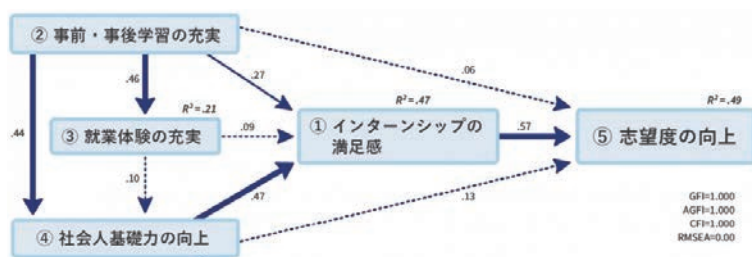 ② 事前・事後学習の充実
.06
.46
.27
R²=.21
R²=.47
R²=.49
.44
③ 就業体験の充実
.09
① インターンシップの
満足感
.57
⑤ 志望度の向上
.10
.47
.13
④ 社会人基礎力の向上
GFI=1.000
AGFI=1.000
CFI=1.000
RMSEA=0.00